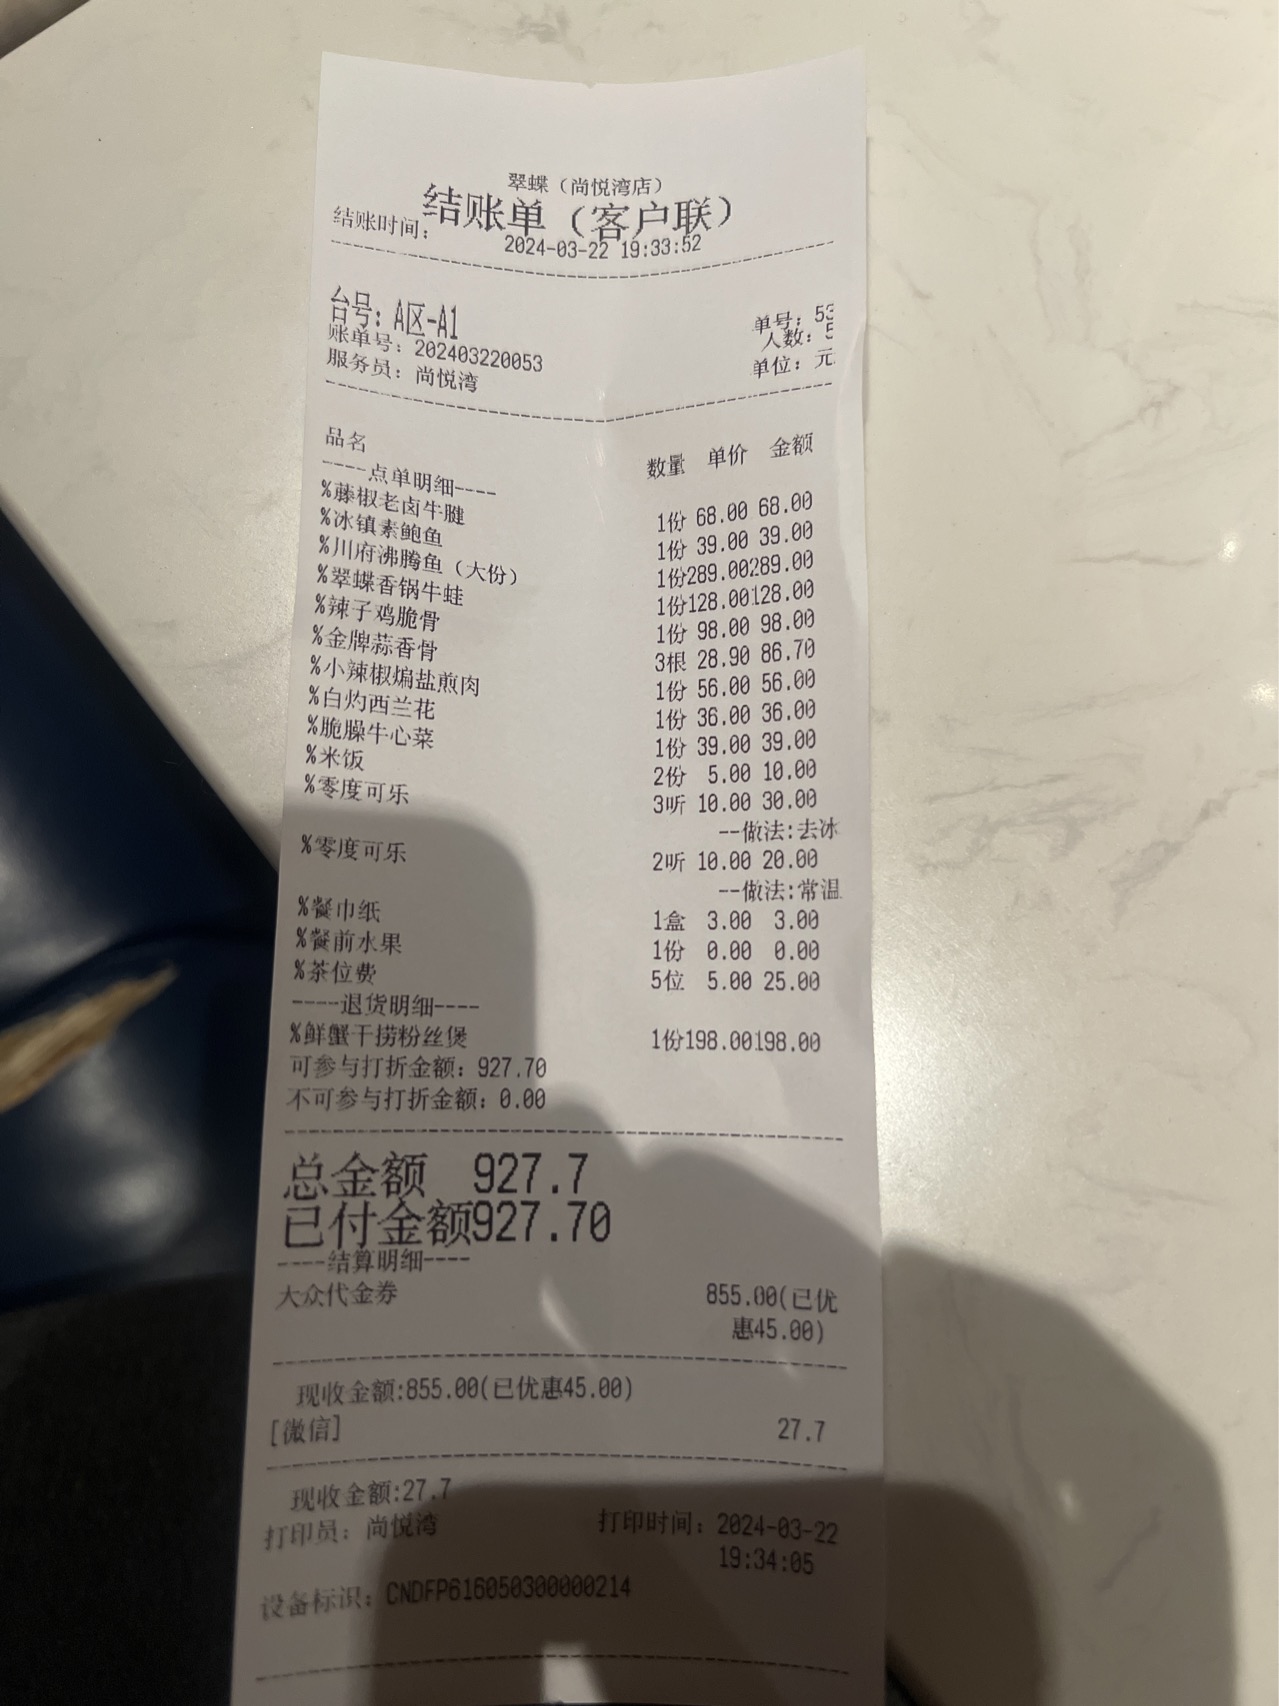 翠蝶（尚悦湾店）
结账单（客户联）
结账时间： 2024-03-22 19:33:52
台号：A区-A1 单号：53
账单号：202403220053 人数：5
服务员：尚悦湾 单位：元
品名 数量 单价 金额
----点单明细----
%藤椒老卤牛腱 1份 68.00 68.00
%冰镇素鲍鱼 1份 39.00 39.00
%川府沸腾鱼（大份） 1份289.00289.00
%翠蝶香锅牛蛙 1份128.00128.00
%辣子鸡脆骨 1份 98.00 98.00
%金牌蒜香骨 3根 28.90 86.70
%小辣椒煸盐煎肉 1份 56.00 56.00
%白灼西兰花 1份 36.00 36.00
%脆臊牛心菜 1份 39.00 39.00
%米饭 2份 5.00 10.00
%零度可乐 3听 10.00 30.00
--做法:去冰
%零度可乐 2听 10.00 20.00
--做法:常温
%餐巾纸 1盒 3.00 3.00
%餐前水果 1份 0.00 0.00
%茶位费 5位 5.00 25.00
----退货明细----
%鲜蟹干捞粉丝煲 1份198.00198.00
可参与打折金额：927.70
不可参与打折金额：0.00
总金额 927.7
已付金额927.70
----结算明细----
大众代金券 855.00(已优
惠45.00)
现收金额:855.00(已优惠45.00)
[微信] 27.7
现收金额:27.7
打印员：尚悦湾 打印时间：2024-03-22
19:34:05
设备标识：CNDFP616050300000214